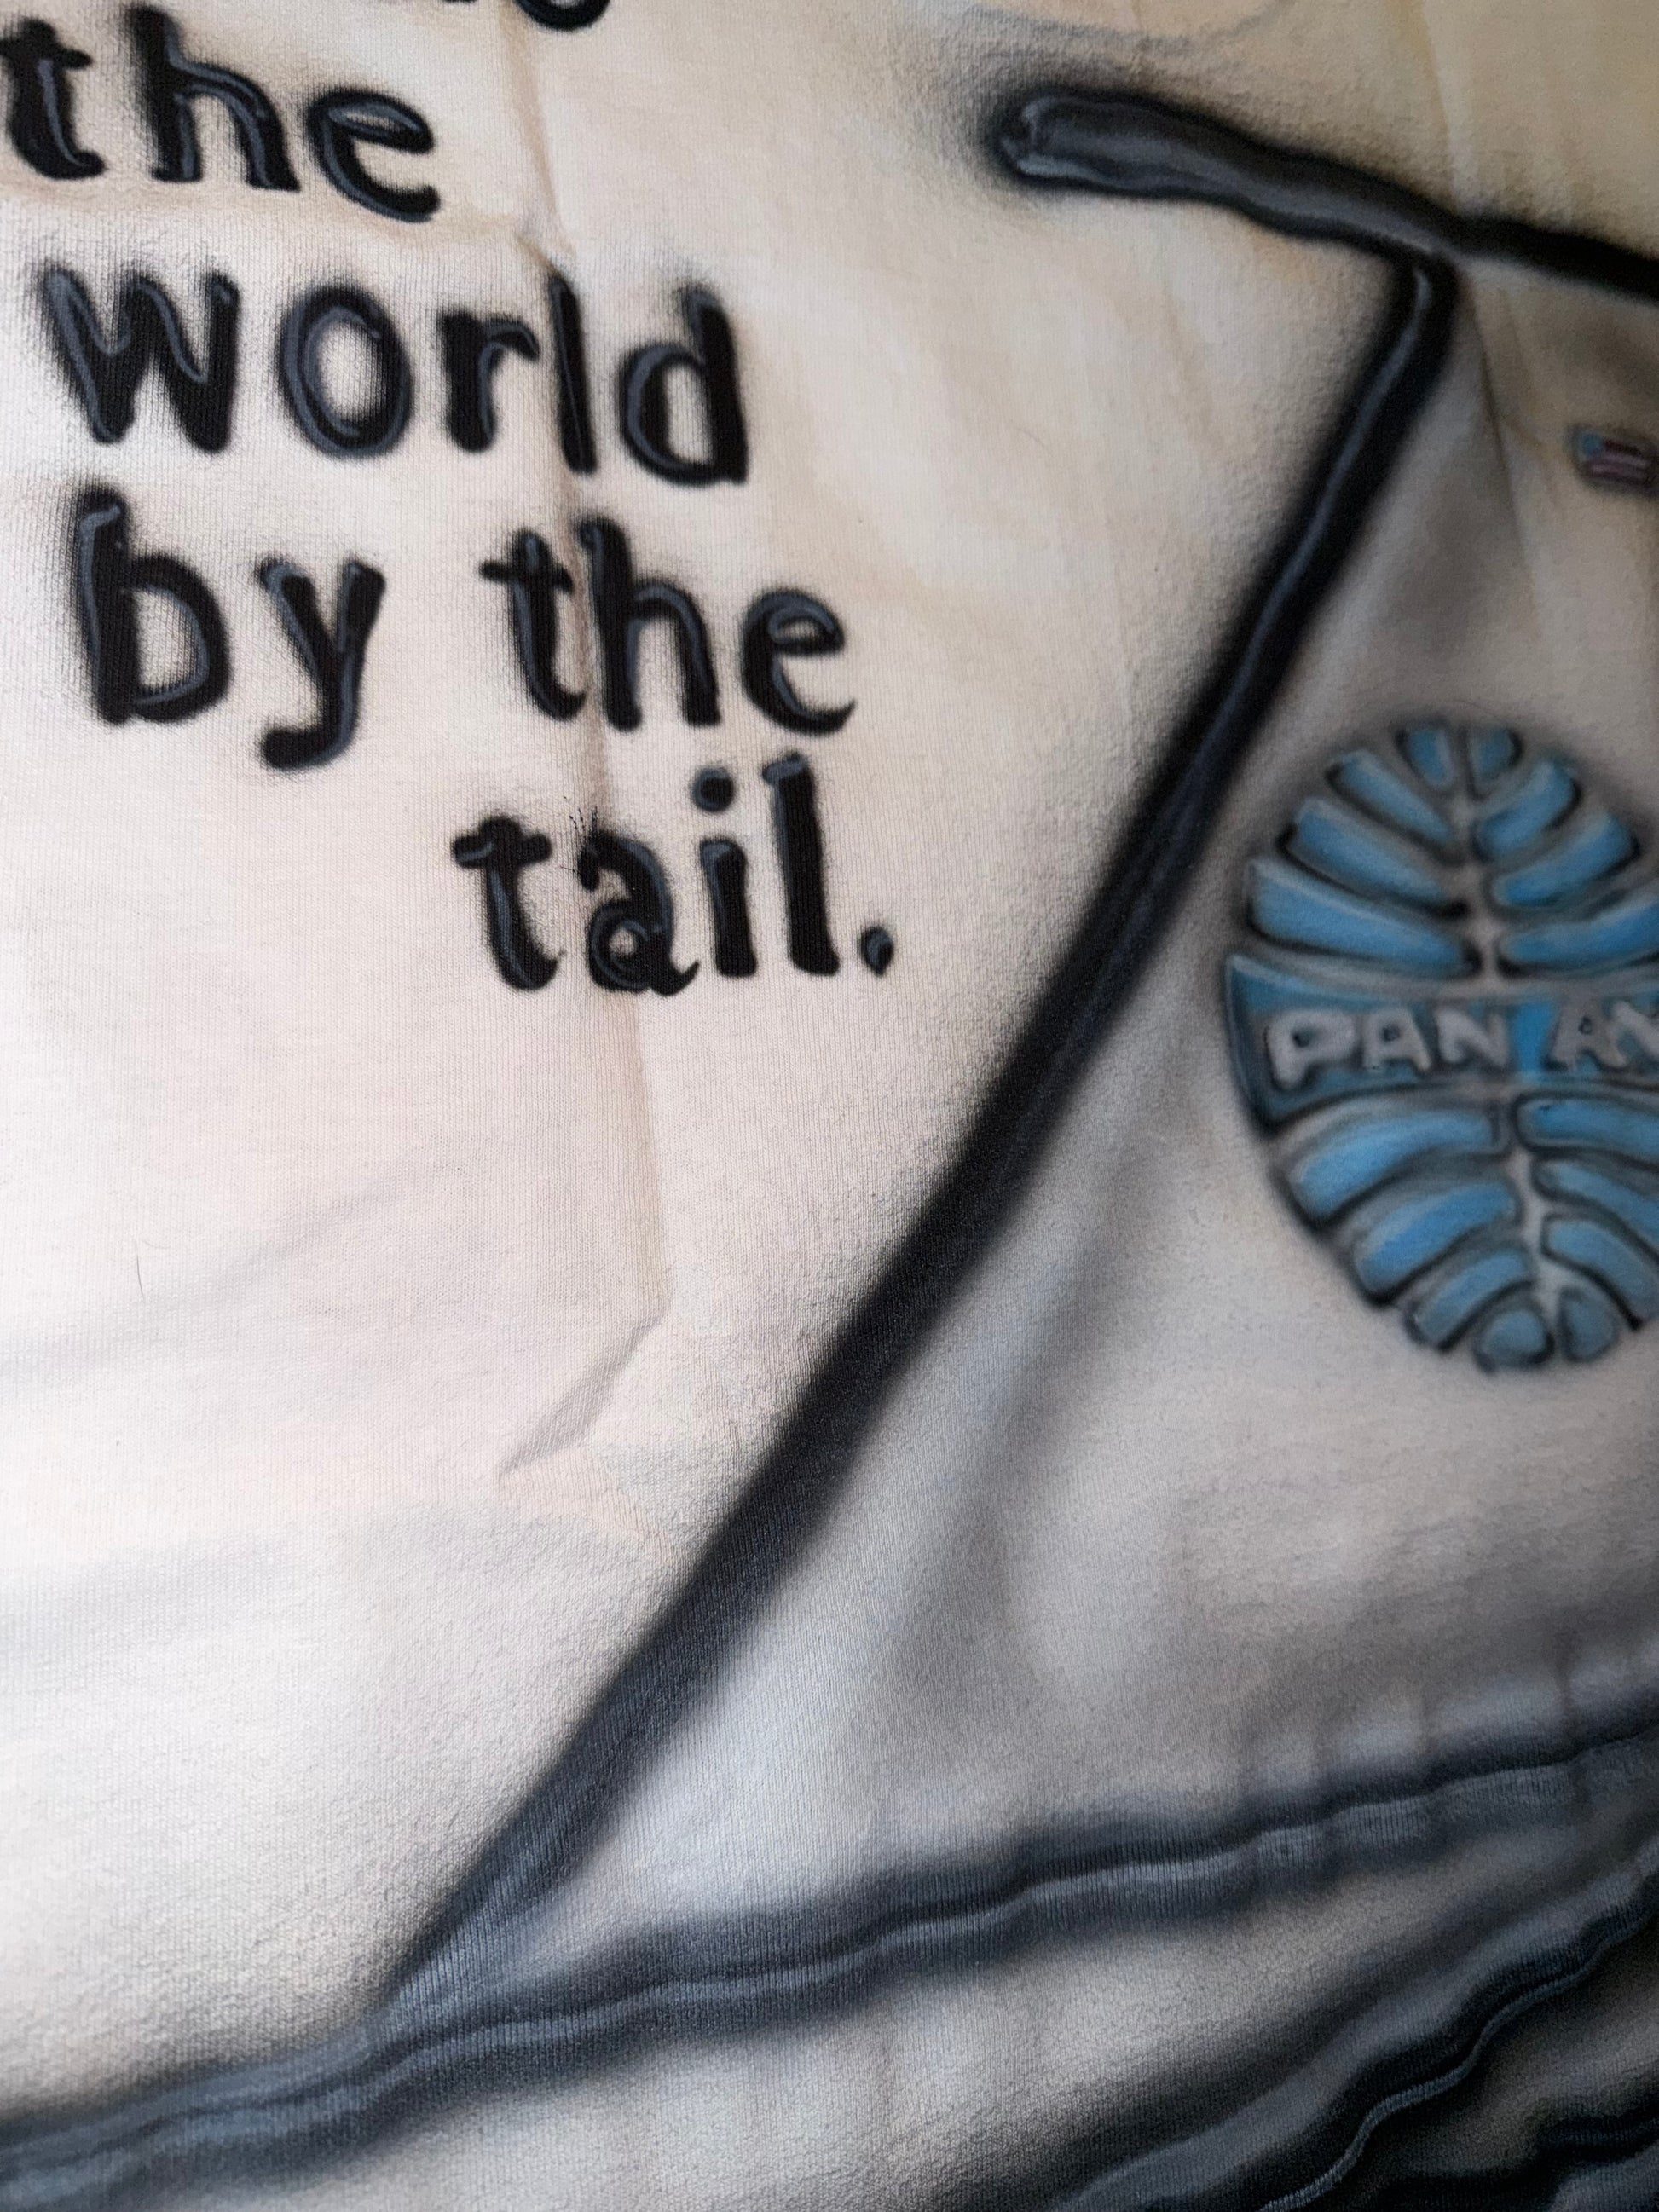 the
world
by the
tail.
PAN AM